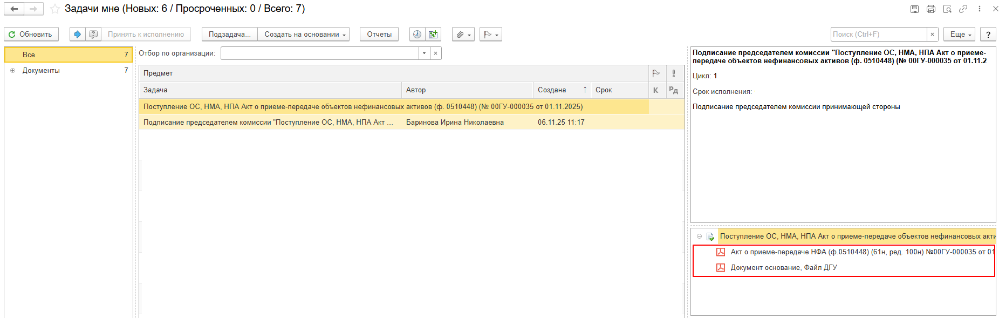 Задачи мне (Новых: 6 / Просроченных: 0 / Всего: 7)
Обновить
Принять к исполнению
Подзадача...
Создать на основании
Отчеты
Поиск (Ctrl+F)
×
Еще
?
Все 7
Документы 7
Отбор по организации:
×
Предмет
Задача Автор Создана ↑ Срок К Рд
Поступление ОС, НМА, НПА Акт о приеме-передаче объектов нефинансовых активов (ф. 0510448) (№ 00ГУ-000035 от 01.11.2025)
Подписание председателем комиссии "Поступление ОС, НМА, НПА Акт ... Баринова Ирина Николаевна 06.11.25 11:17
Подписание председателем комиссии "Поступление ОС, НМА, НПА Акт о приеме-
передаче объектов нефинансовых активов (ф. 0510448) (№ 00ГУ-000035 от 01.11.2
Цикл: 1
Срок исполнения:
Подписание председателем комиссии принимающей стороны
Поступление ОС, НМА, НПА Акт о приеме-передаче объектов нефинансовых акти
Акт о приеме-передаче НФА (ф.0510448) (61н, ред. 100н) №00ГУ-000035 от 01
Документ основание, Файл ДГУ